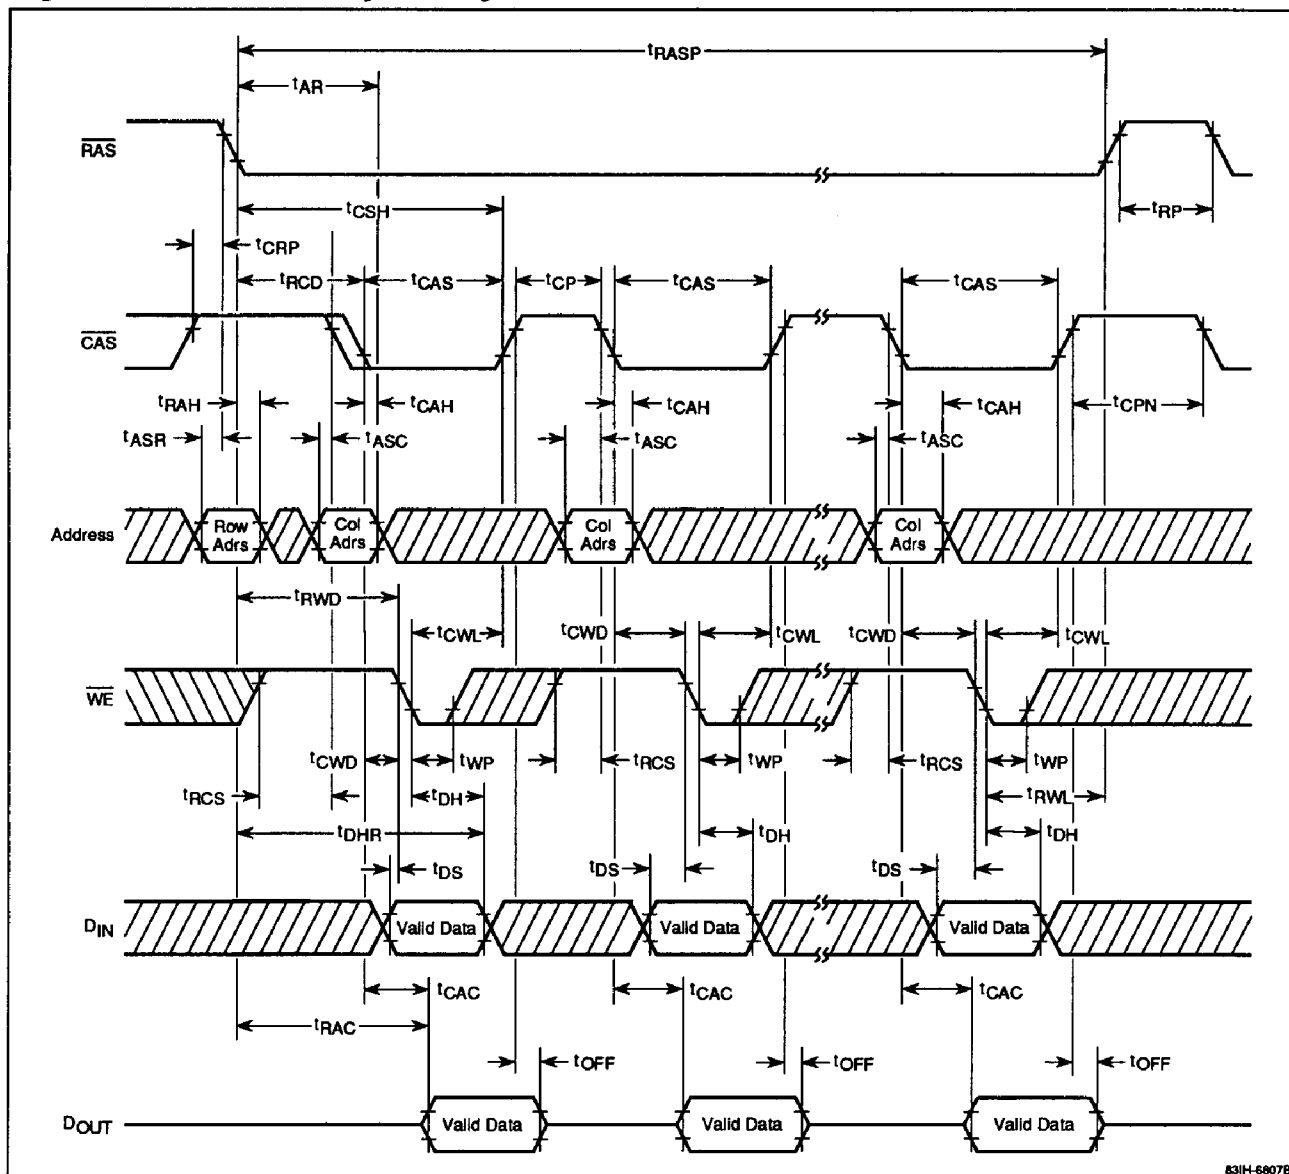 tRASP
tAR
RAS
tCSH
tRP
tCRP
tRCD
tCAS
tCP
tCAS
tCAS
CAS
tRAH
tCAH
tCAH
tCAH
tCPN
tASR
tASC
tASC
tASC
Address
Row Adrs
Col Adrs
Col Adrs
Col Adrs
tRWD
tCWL
tCWD
tCWL
tCWD
tCWL
WE
tCWD
tWP
tRCS
tWP
tRCS
tWP
tRCS
tDH
tRWL
tDHR
tDH
tDH
tDS
tDS
tDS
DIN
Valid Data
Valid Data
Valid Data
tCAC
tCAC
tCAC
tRAC
tOFF
tOFF
tOFF
DOUT
Valid Data
Valid Data
Valid Data
83IH-6807B